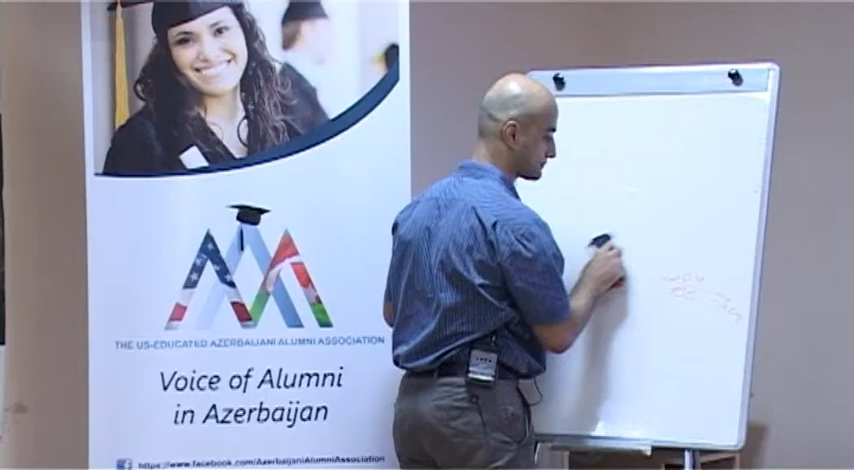 THE US-EDUCATED AZERBAIJANI ALUMNI ASSOCIATION
Voice of Alumni
in Azerbaijan
https://www.facebook.com/AzerbaijaniAlumniAssociation